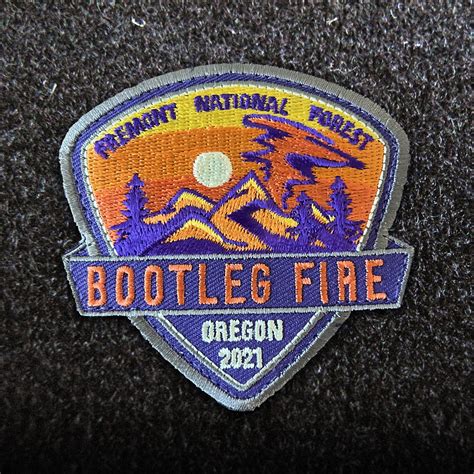 FREMONT NATIONAL FOREST
BOOTLEG FIRE
OREGON
2021